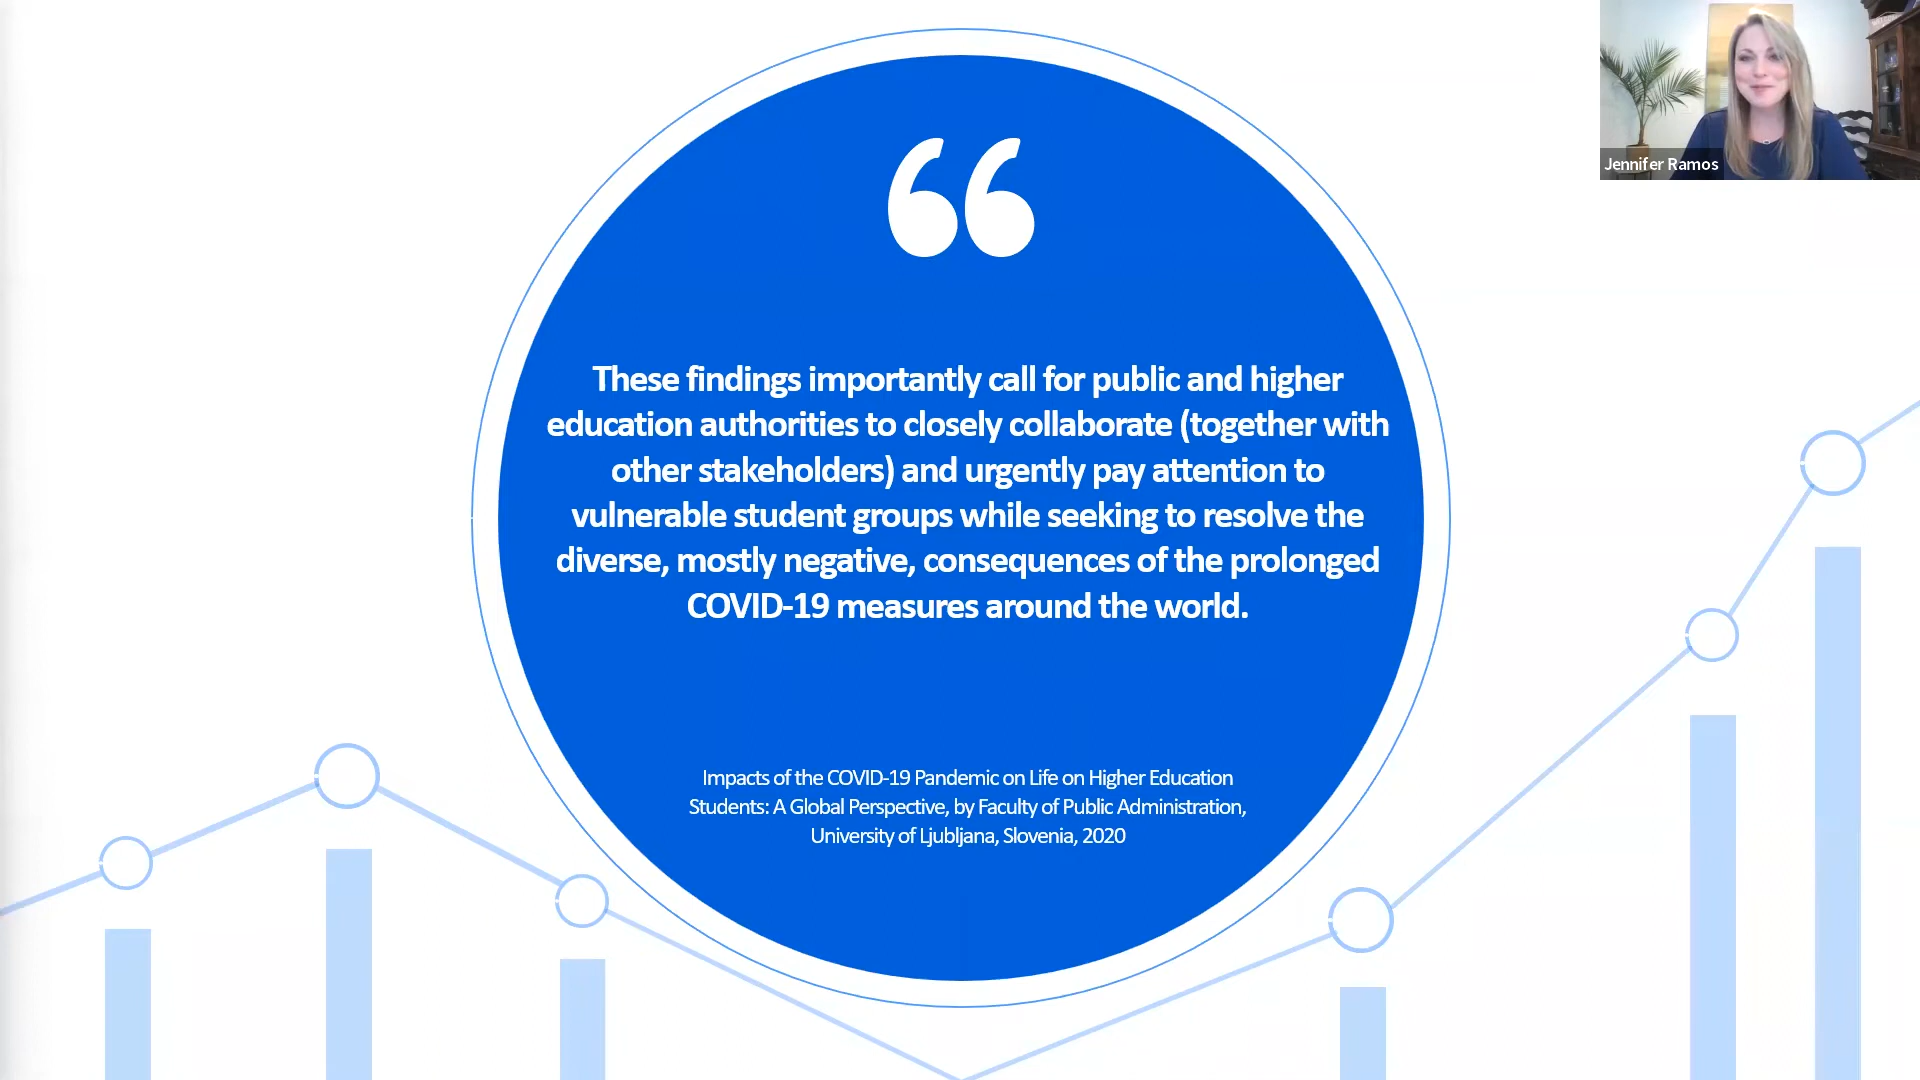 “
Jennifer Ramos
These findings importantly call for public and higher
education authorities to closely collaborate (together with
other stakeholders) and urgently pay attention to
vulnerable student groups while seeking to resolve the
diverse, mostly negative, consequences of the prolonged
COVID-19 measures around the world.
Impacts of the COVID-19 Pandemic on Life on Higher Education
Students: A Global Perspective, by Faculty of Public Administration,
University of Ljubljana, Slovenia, 2020